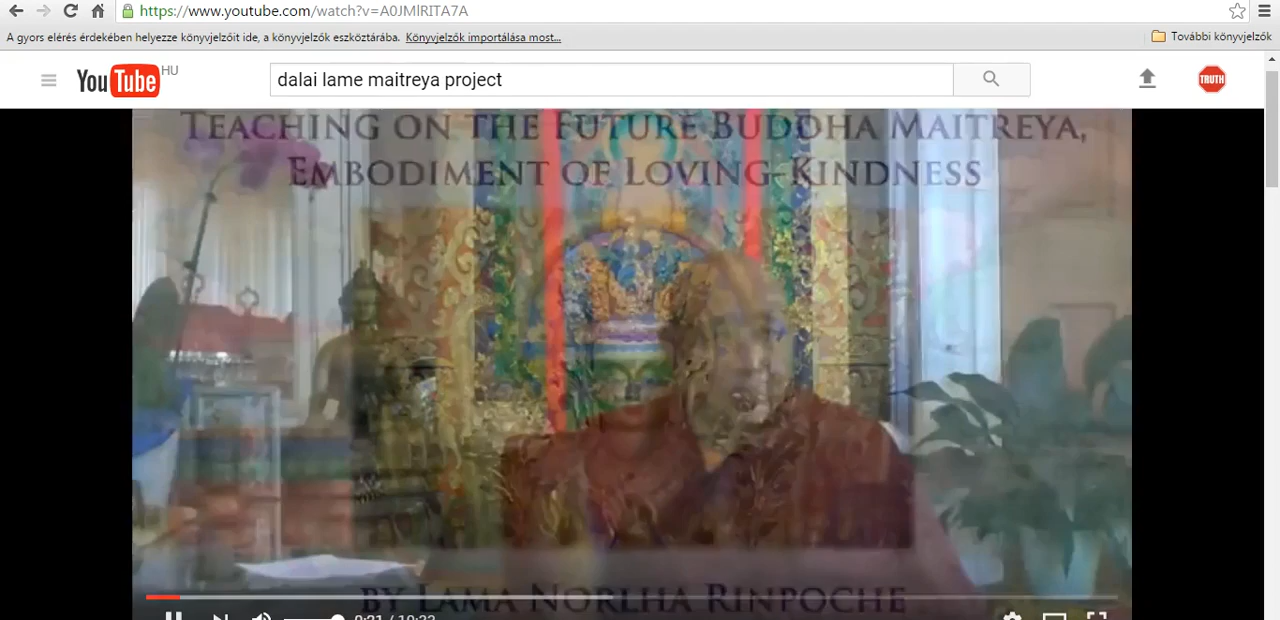 https://www.youtube.com/watch?v=A0JMlRITA7A
A gyors elérés érdekében helyezze könyvjelzőit ide, a könyvjelzők eszköztárába. Könyvjelzők importálása most... További könyvjelzők
YouTube HU dalai lame maitreya project TRUTH
TEACHING ON THE FUTURE BUDDHA MAITREYA,
EMBODIMENT OF LOVING-KINDNESS
BY LAMA NORLHA RINPOCHE